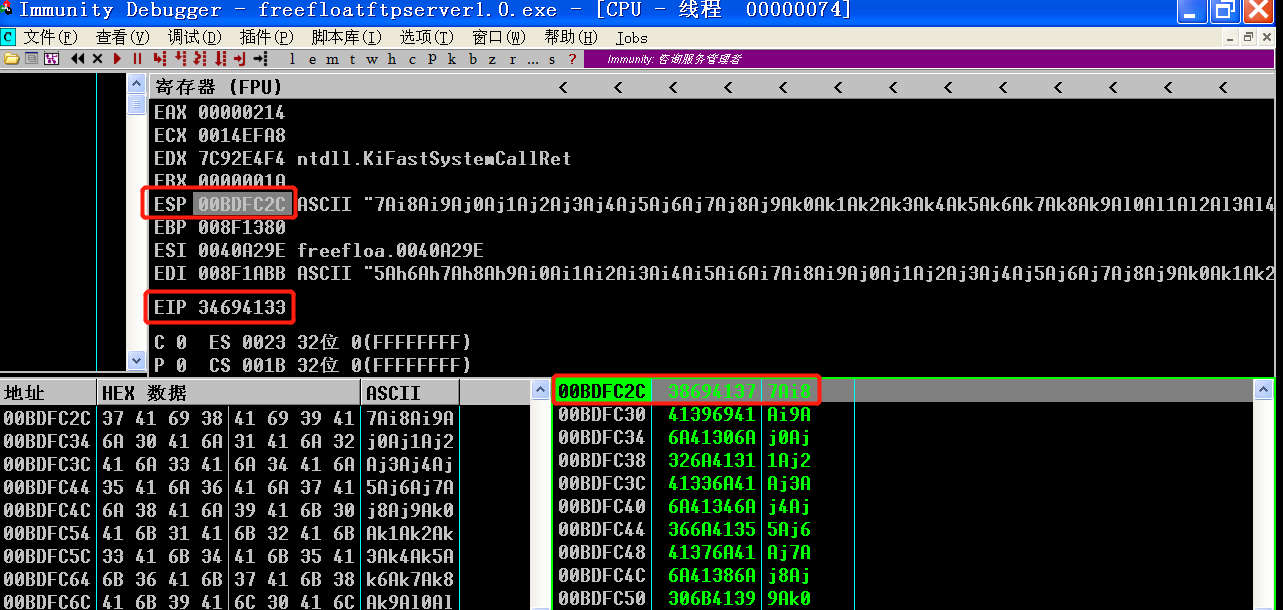 Immunity Debugger - freefloatftpserver1.0.exe - [CPU - 线程  00000074]
C 文件(F) 查看(V) 调试(D) 插件(P) 脚本库(I) 选项(T) 窗口(W) 帮助(H) Jobs
l e m t w h c P k b z r ... s ? Immunity: 咨询服务管理者
寄存器 (FPU) < < < < < < < < < < < < <
EAX 00000214
ECX 0014EFA8
EDX 7C92E4F4 ntdll.KiFastSystemCallRet
EBX 0000001A
ESP 00BDFC2C ASCII "7Ai8Ai9Aj0Aj1Aj2Aj3Aj4Aj5Aj6Aj7Aj8Aj9Ak0Ak1Ak2Ak3Ak4Ak5Ak6Ak7Ak8Ak9Al0Al1Al2Al3Al4
EBP 008F1380
ESI 0040A29E freefloa.0040A29E
EDI 008F1ABB ASCII "5Ah6Ah7Ah8Ah9Ai0Ai1Ai2Ai3Ai4Ai5Ai6Ai7Ai8Ai9Aj0Aj1Aj2Aj3Aj4Aj5Aj6Aj7Aj8Aj9Ak0Ak1Ak2
EIP 34694133
C 0  ES 0023 32位 0(FFFFFFFF)
P 0  CS 001B 32位 0(FFFFFFFF)
地址 HEX 数据 ASCII
00BDFC2C 37 41 69 38 41 69 39 41 7Ai8Ai9A
00BDFC34 6A 30 41 6A 31 41 6A 32 j0Aj1Aj2
00BDFC3C 41 6A 33 41 6A 34 41 6A Aj3Aj4Aj
00BDFC44 35 41 6A 36 41 6A 37 41 5Aj6Aj7A
00BDFC4C 6A 38 41 6A 39 41 6B 30 j8Aj9Ak0
00BDFC54 41 6B 31 41 6B 32 41 6B Ak1Ak2Ak
00BDFC5C 33 41 6B 34 41 6B 35 41 3Ak4Ak5A
00BDFC64 6B 36 41 6B 37 41 6B 38 k6Ak7Ak8
00BDFC6C 41 6B 39 41 6C 30 41 6C Ak9Al0Al
00BDFC2C 38694137 7Ai8
00BDFC30 41396941 Ai9A
00BDFC34 6A41306A j0Aj
00BDFC38 326A4131 1Aj2
00BDFC3C 41336A41 Aj3A
00BDFC40 6A41346A j4Aj
00BDFC44 366A4135 5Aj6
00BDFC48 41376A41 Aj7A
00BDFC4C 6A41386A j8Aj
00BDFC50 306B4139 9Ak0